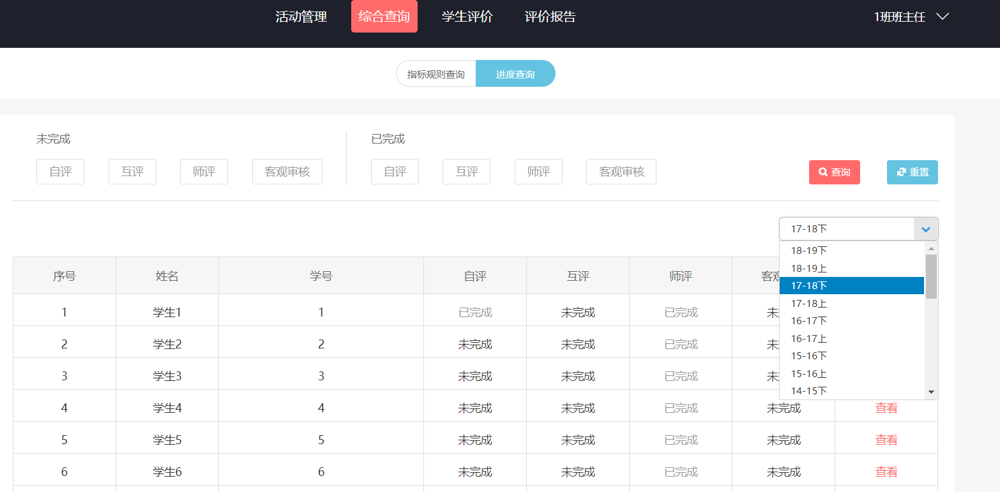 活动管理 综合查询 学生评价 评价报告 1班班主任
指标规则查询 进度查询
未完成 已完成
自评 互评 师评 客观审核 自评 互评 师评 客观审核 查询 重置
17-18下
18-19下
18-19上
17-18下
17-18上
16-17下
16-17上
15-16下
15-16上
14-15下
序号 姓名 学号 自评 互评 师评 客观
1 学生1 1 已完成 未完成 已完成 未
2 学生2 2 未完成 未完成 已完成 未
3 学生3 3 未完成 未完成 已完成 未
4 学生4 4 未完成 未完成 已完成 未完成 查看
5 学生5 5 未完成 未完成 已完成 未完成 查看
6 学生6 6 未完成 未完成 已完成 未完成 查看